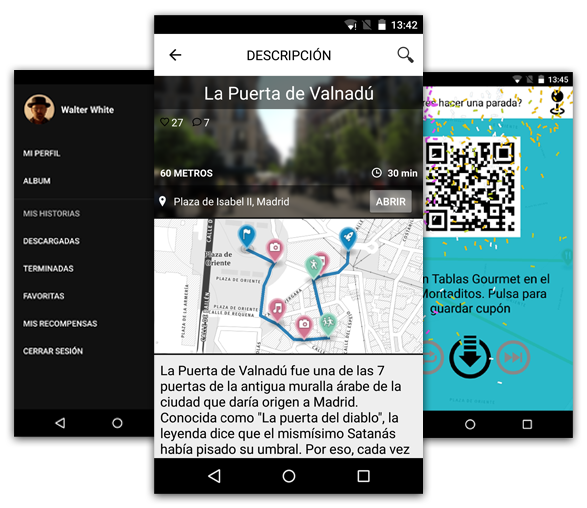 Walter White
MI PERFIL
ALBUM
MIS HISTORIAS
DESCARGADAS
TERMINADAS
FAVORITAS
MIS RECOMPENSAS
CERRAR SESIÓN
13:42
DESCRIPCIÓN
La Puerta de Valnadú
27 7
60 METROS 30 min
Plaza de Isabel II, Madrid ABRIR
Plaza de
Oriente
PLAZA DE ORIENTE
CALLE DE REQUENA
La Puerta de Valnadú fue una de las 7
puertas de la antigua muralla árabe de la
ciudad que daría origen a Madrid.
Conocida como "La puerta del diablo", la
leyenda dice que el mismísimo Satanás
había pisado su umbral. Por eso, cada vez
13:45
hacer una parada?
Tablas Gourmet en el
Montaditos. Pulsa para
guardar cupón